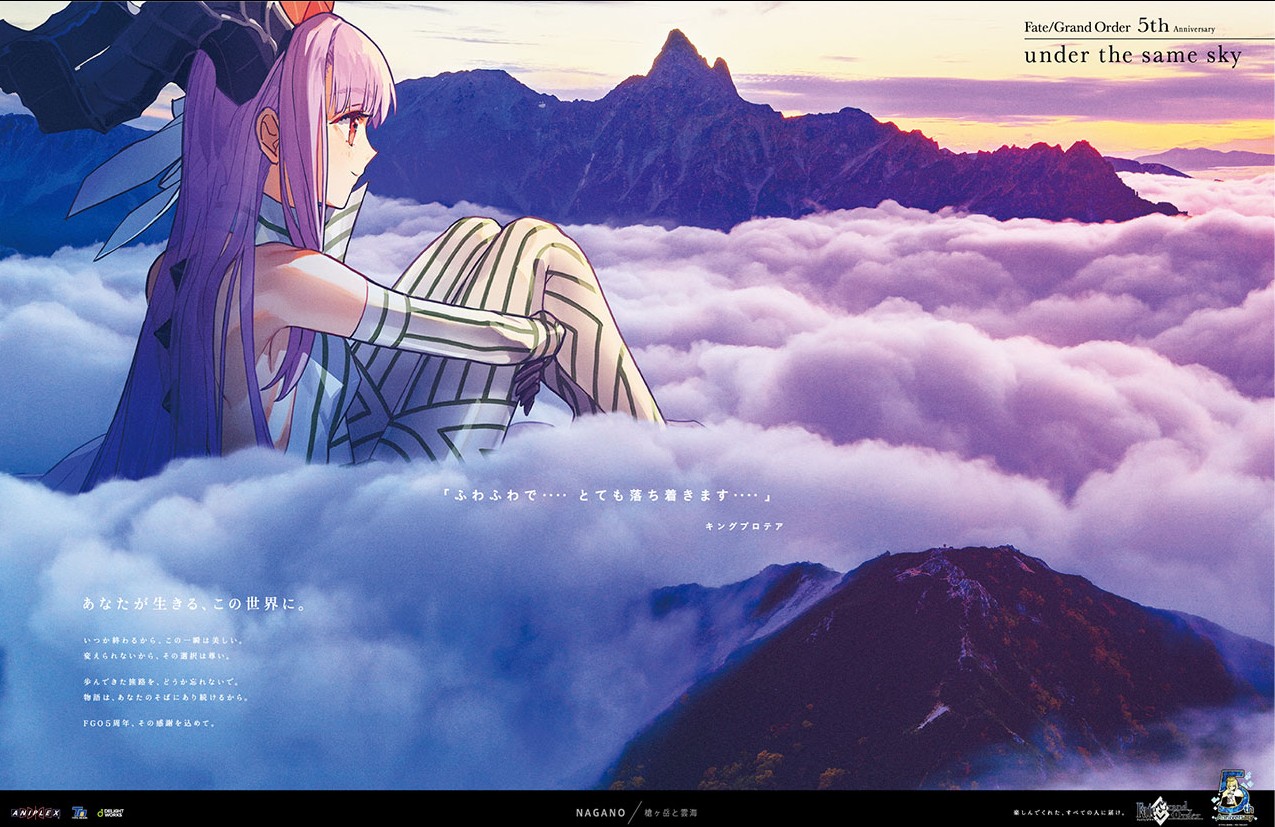 Fate/Grand Order 5th Anniversary
under the same sky
「ふわふわで‥‥ とても落ち着きます‥‥」
キングプロテア
あなたが生きる、この世界に。
いつか終わるから、この一瞬は美しい。
変えられないから、その選択は尊い。
歩んできた旅路を、どうか忘れないで。
物語は、あなたのそばにあり続けるから。
FGO5周年、その感謝を込めて。
ANIPLEX
DELIGHT WORKS
NAGANO / 槍ヶ岳と雲海
楽しんでくれた、すべての人に届け。
Fate Grand Order
5th Anniversary